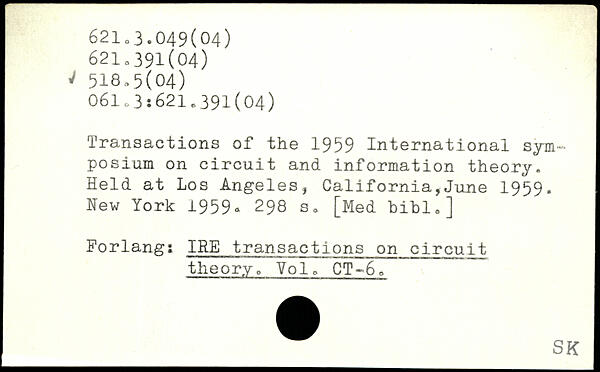 621.3.049(04)
621.391(04)
✓ 518.5(04)
061.3:621.391(04)
Transactions of the 1959 International sym-
posium on circuit and information theory.
Held at Los Angeles, California,June 1959.
New York 1959. 298 s. [Med bibl.]
Forlang: IRE transactions on circuit
theory. Vol. CT-6.
SK